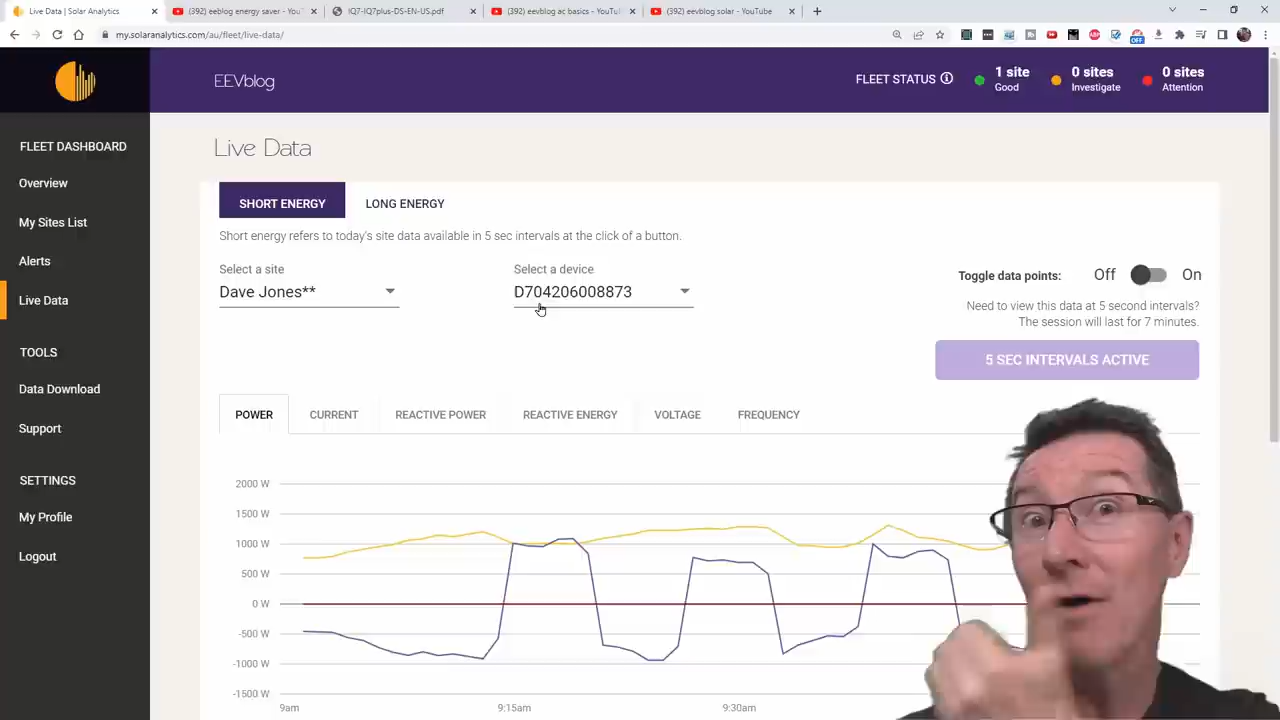 Live Data | Solar Analytics
(392) eeblog energy saver - YouT
IQ7-IQ7plus-DS-EN-US.pdf
(392) eevblog ac basics - YouTub
(392) eevblog solar - YouTube
my.solaranalytics.com/au/fleet/live-data/
OFF
EEVblog
FLEET STATUS
1 site
Good
0 sites
Investigate
0 sites
Attention
FLEET DASHBOARD
Overview
My Sites List
Alerts
Live Data
TOOLS
Data Download
Support
SETTINGS
My Profile
Logout
Live Data
SHORT ENERGY
LONG ENERGY
Short energy refers to today's site data available in 5 sec intervals at the click of a button.
Select a site
Dave Jones**
Select a device
D704206008873
Toggle data points: Off On
Need to view this data at 5 second intervals?
The session will last for 7 minutes.
5 SEC INTERVALS ACTIVE
POWER CURRENT REACTIVE POWER REACTIVE ENERGY VOLTAGE FREQUENCY
2000 W
1500 W
1000 W
500 W
0 W
-500 W
-1000 W
-1500 W
9am 9:15am 9:30am